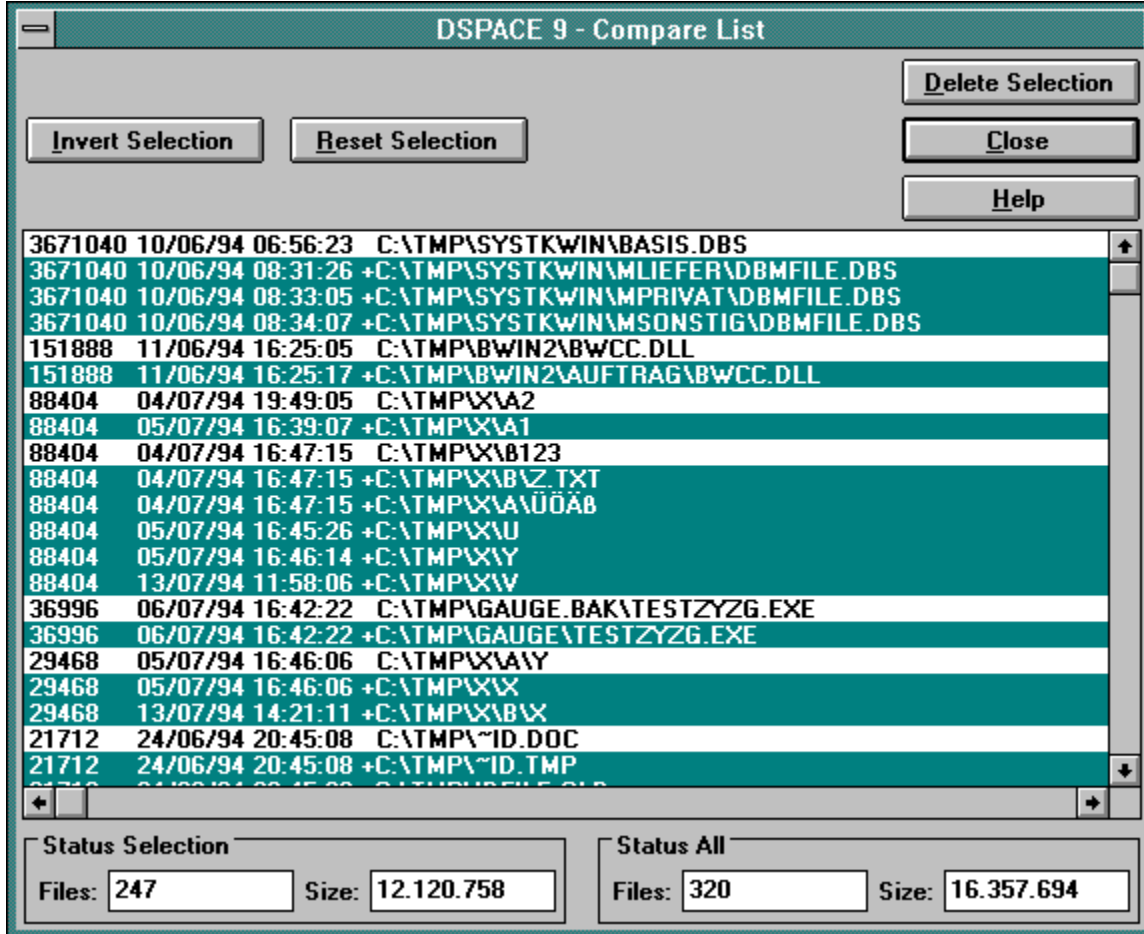 DSPACE 9 - Compare List
Delete Selection
Invert Selection Reset Selection Close
Help
3671040 10/06/94 06:56:23 C:\TMP\SYSTKWIN\BASIS.DBS
3671040 10/06/94 08:31:26 +C:\TMP\SYSTKWIN\MLIEFER\DBMFILE.DBS
3671040 10/06/94 08:33:05 +C:\TMP\SYSTKWIN\MPRIVAT\DBMFILE.DBS
3671040 10/06/94 08:34:07 +C:\TMP\SYSTKWIN\MSONSTIG\DBMFILE.DBS
151888 11/06/94 16:25:05 C:\TMP\BWIN2\BWCC.DLL
151888 11/06/94 16:25:17 +C:\TMP\BWIN2\AUFTRAG\BWCC.DLL
88404 04/07/94 19:49:05 C:\TMP\X\A2
88404 05/07/94 16:39:07 +C:\TMP\X\A1
88404 04/07/94 16:47:15 C:\TMP\X\ß123
88404 04/07/94 16:47:15 +C:\TMP\X\B\Z.TXT
88404 04/07/94 16:47:15 +C:\TMP\X\A\ÜÖÄß
88404 05/07/94 16:45:26 +C:\TMP\X\U
88404 05/07/94 16:46:14 +C:\TMP\X\Y
88404 13/07/94 11:58:06 +C:\TMP\X\V
36996 06/07/94 16:42:22 C:\TMP\GAUGE.BAK\TESTZYZG.EXE
36996 06/07/94 16:42:22 +C:\TMP\GAUGE\TESTZYZG.EXE
29468 05/07/94 16:46:06 C:\TMP\X\A\Y
29468 05/07/94 16:46:06 +C:\TMP\X\X
29468 13/07/94 14:21:11 +C:\TMP\X\B\X
21712 24/06/94 20:45:08 C:\TMP\~ID.DOC
21712 24/06/94 20:45:08 +C:\TMP\~ID.TMP
Status Selection Status All
Files: 247 Size: 12.120.758 Files: 320 Size: 16.357.694